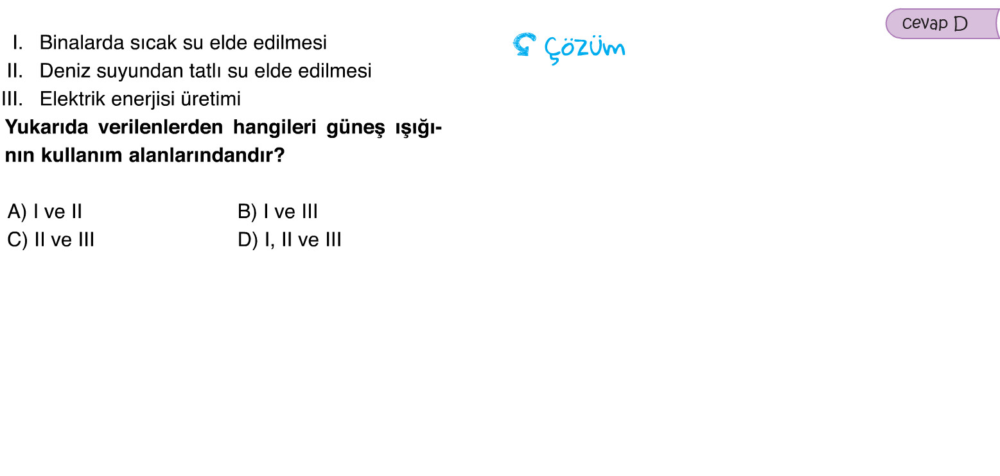 I. Binalarda sıcak su elde edilmesi
II. Deniz suyundan tatlı su elde edilmesi
III. Elektrik enerjisi üretimi
Yukarıda verilenlerden hangileri güneş ışığı-
nın kullanım alanlarındandır?
A) I ve II B) I ve III
C) II ve III D) I, II ve III
Çözüm
Cevap D